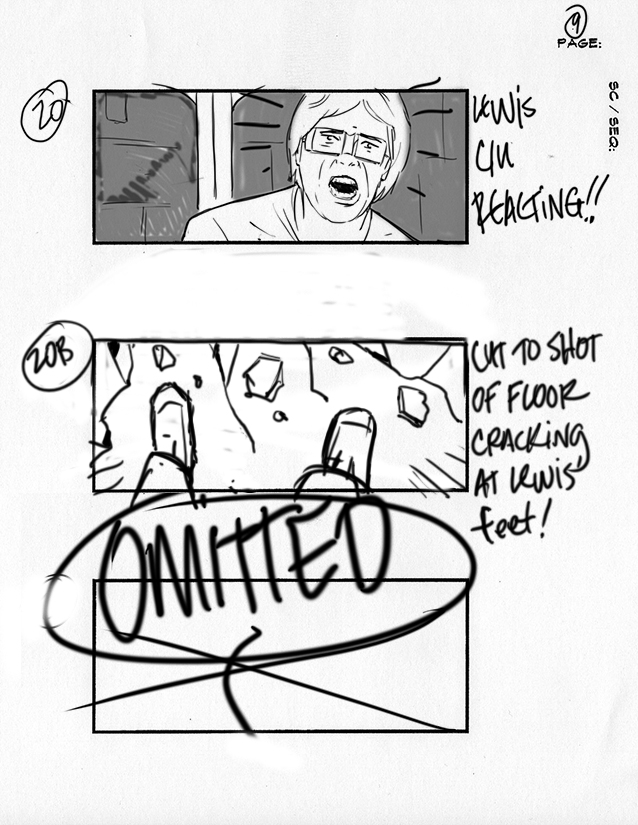 9
PAGE:
SC / SEQ:
20
LEWIS
C/U
REACTING!!
20B
CUT TO SHOT
OF FLOOR
CRACKING
AT LEWIS'
feet!
OMITTED